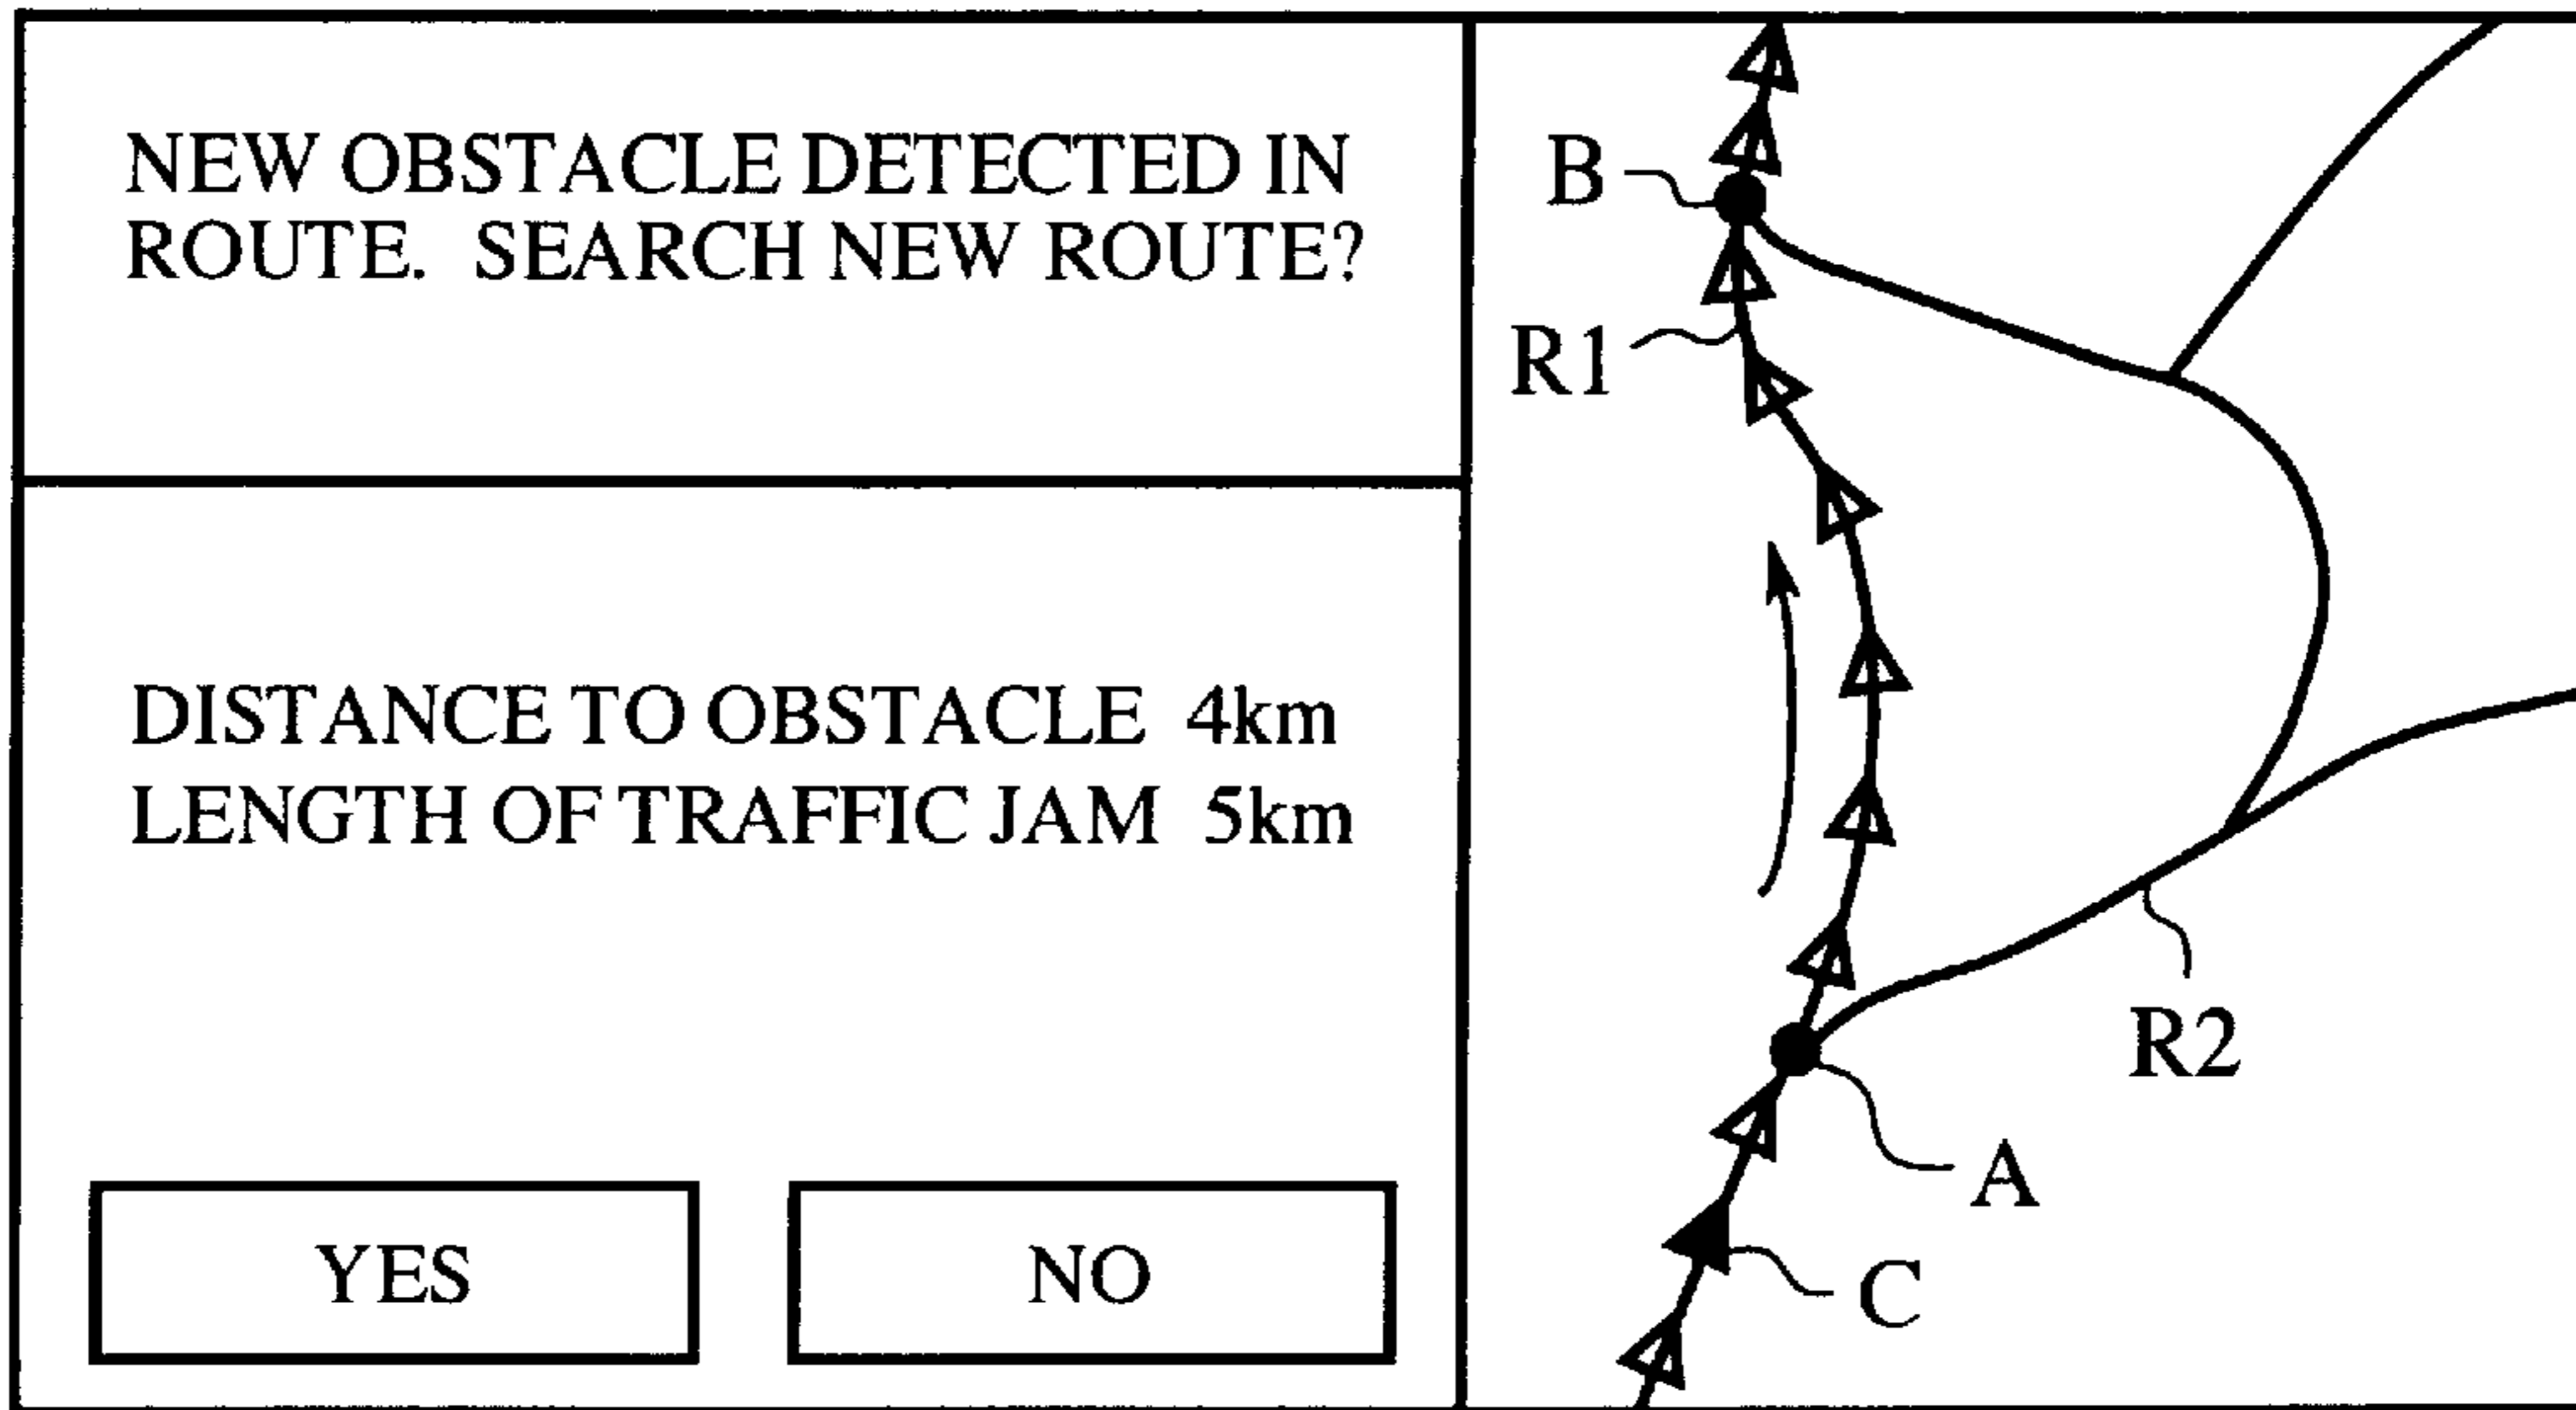 NEW OBSTACLE DETECTED IN
ROUTE. SEARCH NEW ROUTE?
DISTANCE TO OBSTACLE 4km
LENGTH OF TRAFFIC JAM 5km
YES
NO
B
R1
R2
A
C